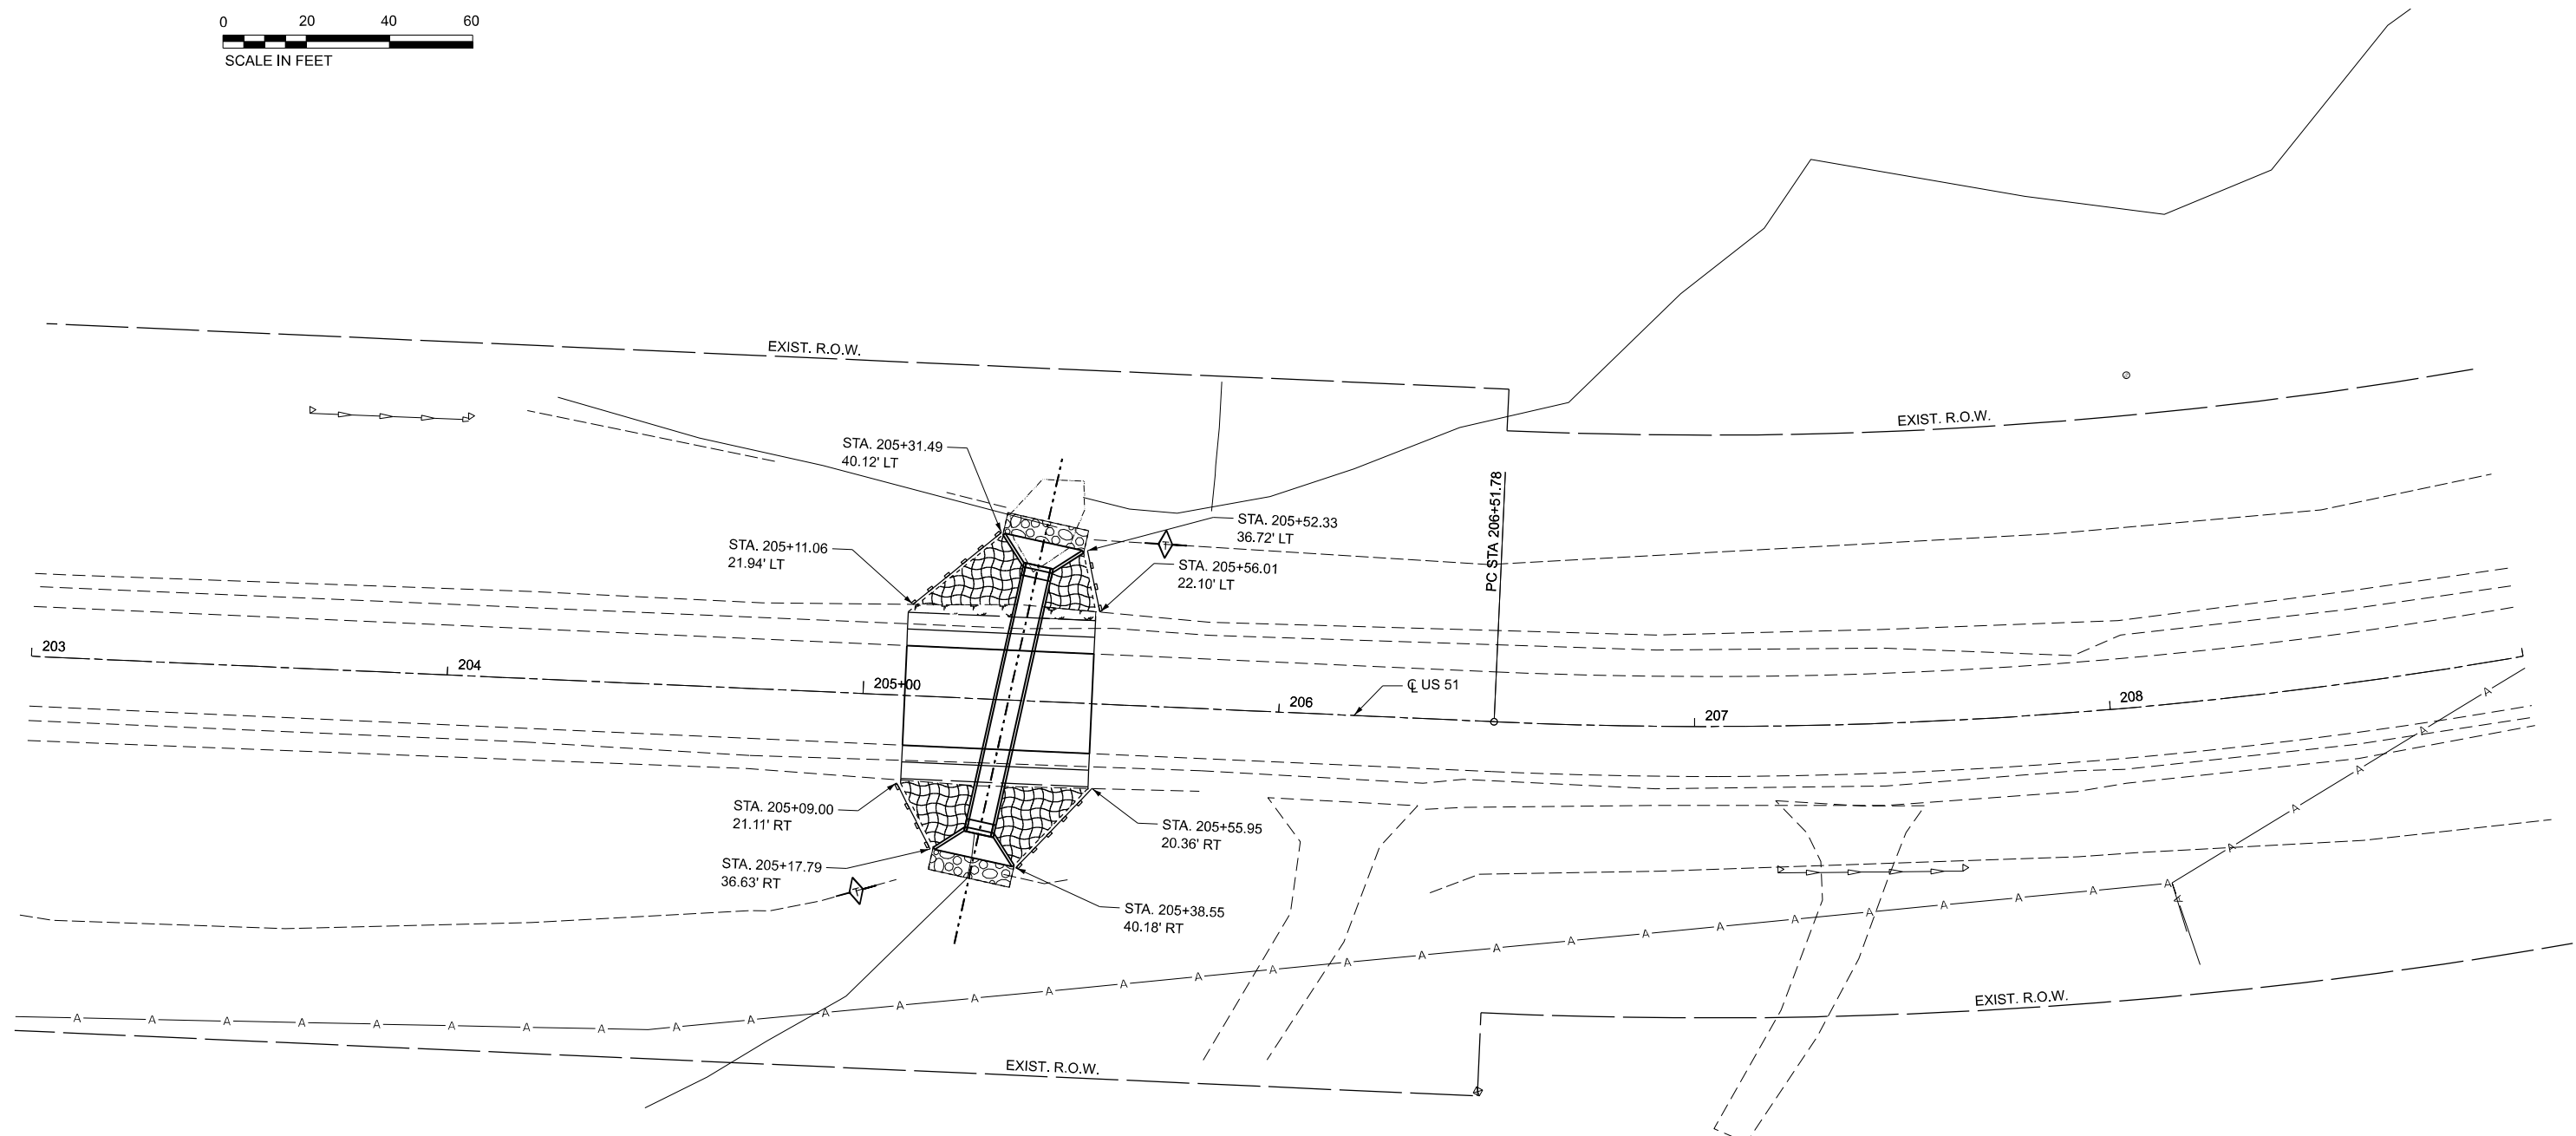 0 20 40 60
SCALE IN FEET
EXIST. R.O.W.
EXIST. R.O.W.
STA. 205+31.49
40.12' LT
PC STA 206+51.78
STA. 205+52.33
36.72' LT
STA. 205+11.06
21.94' LT
T
STA. 205+56.01
22.10' LT
203
204
205+00
℄ US 51
206
207
208
STA. 205+09.00
21.11' RT
STA. 205+55.95
20.36' RT
STA. 205+17.79
36.63' RT
T
STA. 205+38.55
40.18' RT
A A A A A A A A A A A A A A A A A A A A A A A A A A A A A A A A A A A
EXIST. R.O.W.
EXIST. R.O.W.